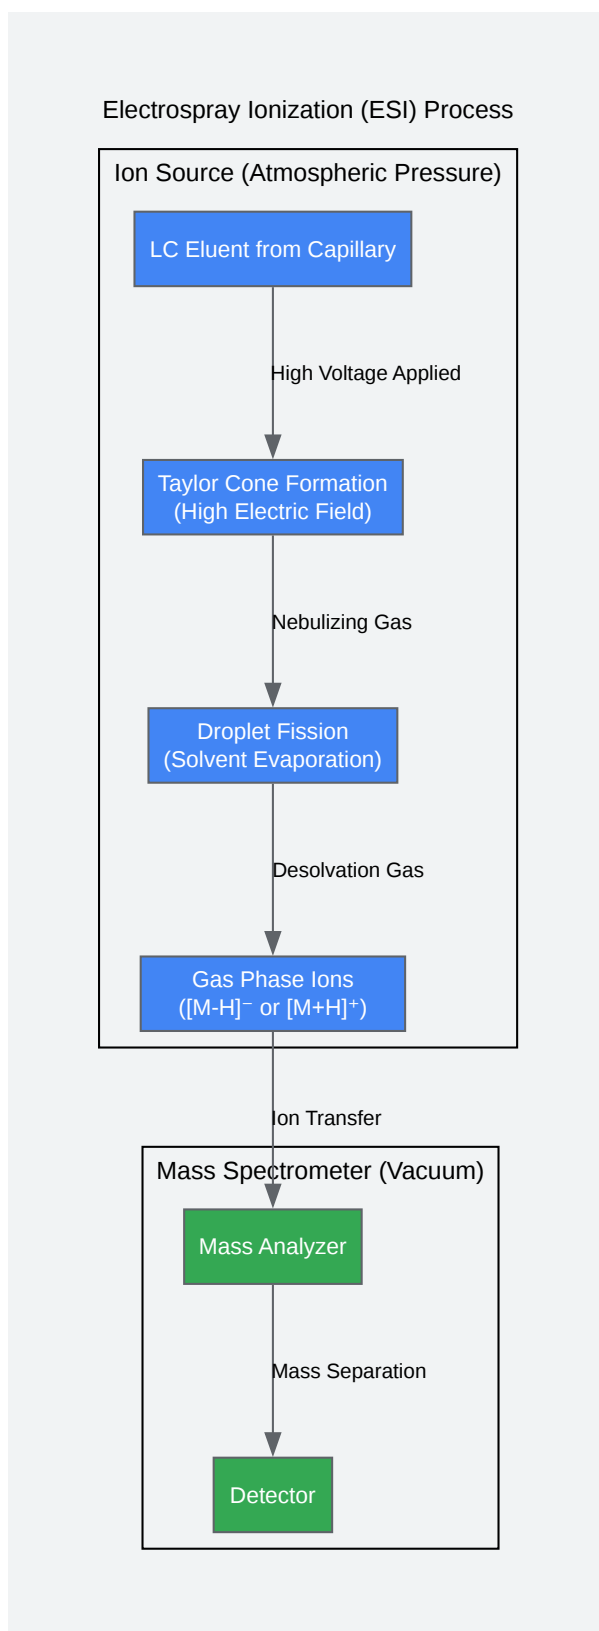 Electrospray Ionization (ESI) Process
Ion Source (Atmospheric Pressure)
LC Eluent from Capillary
High Voltage Applied
Taylor Cone Formation
(High Electric Field)
Nebulizing Gas
Droplet Fission
(Solvent Evaporation)
Desolvation Gas
Gas Phase Ions
([M-H]⁻ or [M+H]⁺)
Ion Transfer
Mass Spectrometer (Vacuum)
Mass Analyzer
Mass Separation
Detector